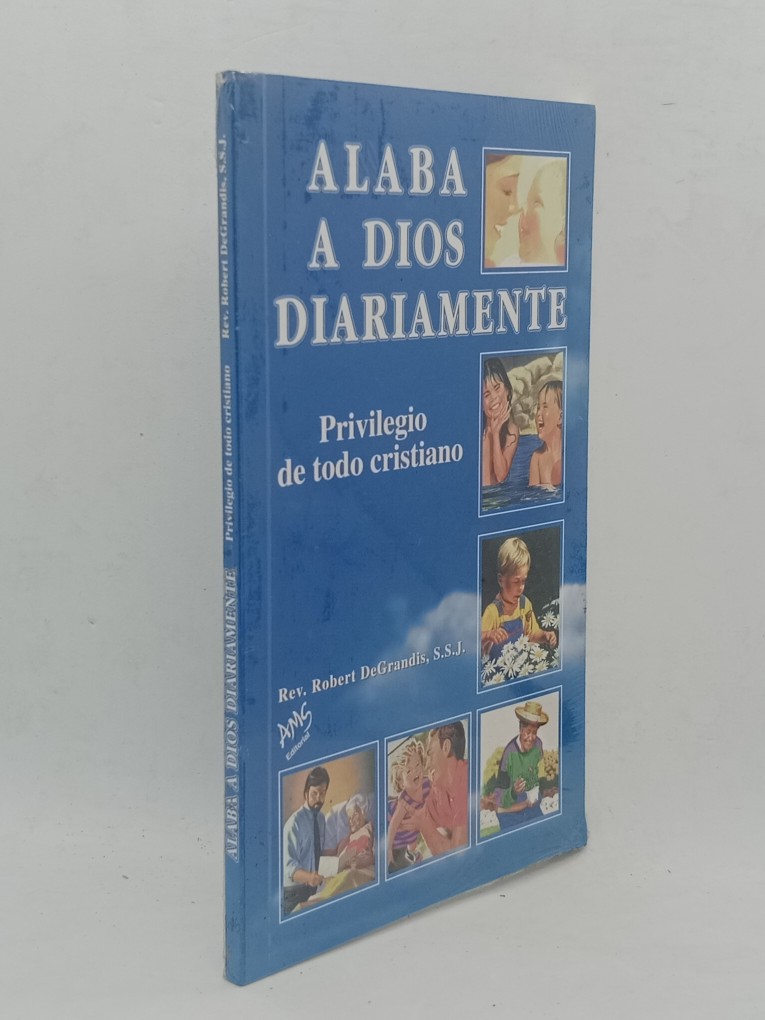 ALABA
A DIOS
DIARIAMENTE
Privilegio
de todo cristiano
Rev. Robert DeGrandis, S.S.J.
AMS
Editorial
ALABA A DIOS DIARIAMENTE Privilegio de todo cristiano Rev. Robert DeGrandis, S.S.J.